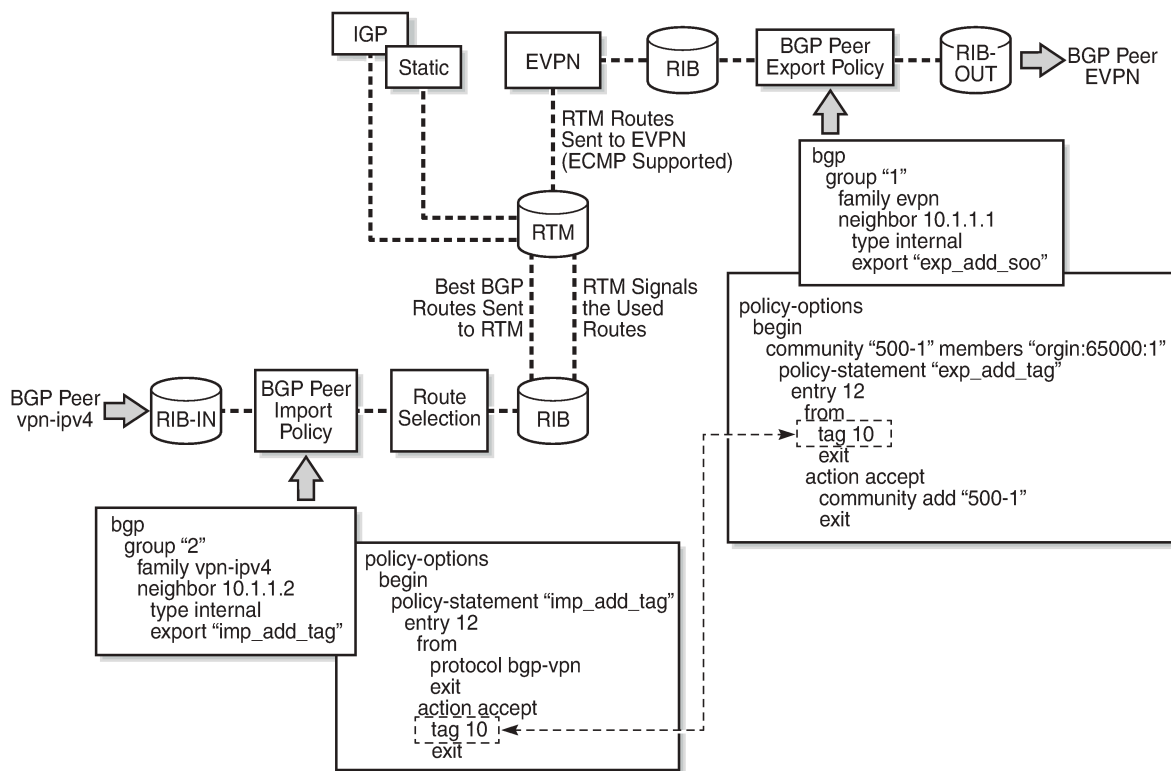 IGP
Static
EVPN
RIB
BGP Peer
Export Policy
RIB-
OUT
BGP Peer
EVPN
RTM Routes
Sent to EVPN
(ECMP Supported)
bgp
group “1”
family evpn
neighbor 10.1.1.1
type internal
export “exp_add_soo”
RTM
Best BGP
Routes Sent
to RTM
RTM Signals
the Used
Routes
policy-options
begin
community “500-1” members “orgin:65000:1”
policy-statement “exp_add_tag”
entry 12
from
tag 10
exit
action accept
community add “500-1”
exit
BGP Peer
vpn-ipv4
RIB-IN
BGP Peer
Import
Policy
Route
Selection
RIB
bgp
group “2”
family vpn-ipv4
neighbor 10.1.1.2
type internal
export “imp_add_tag”
policy-options
begin
policy-statement “imp_add_tag”
entry 12
from
protocol bgp-vpn
exit
action accept
tag 10
exit